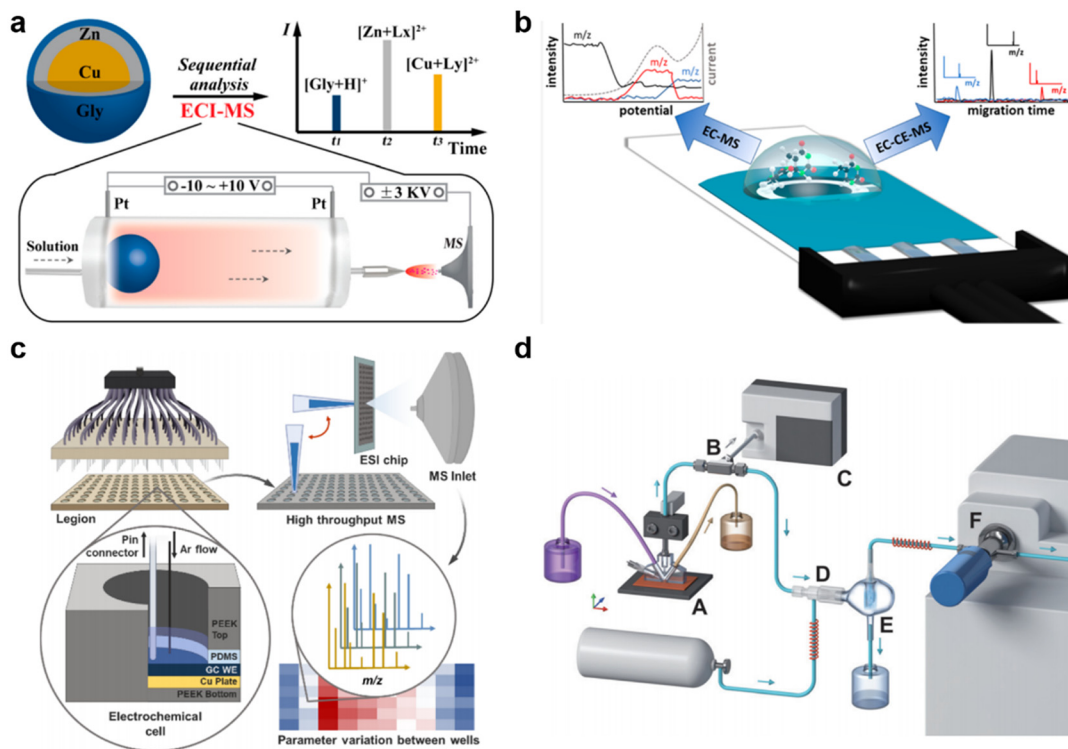 a
Zn
Cu
Gly
Sequential
analysis
ECI-MS
I
[Gly+H]⁺
[Zn+Lx]²⁺
[Cu+Ly]²⁺
t₁
t₂
t₃
Time
-10 ~ +10 V
±3 KV
Pt
Pt
MS
Solution
b
intensity
m/z
m/z
m/z
current
potential
EC-MS
EC-CE-MS
intensity
m/z
m/z
m/z
migration time
c
Legion
ESI chip
MS Inlet
High throughput MS
Pin
connector
Ar flow
PEEK
Top
PDMS
GC WE
Cu Plate
PEEK Bottom
Electrochemical
cell
m/z
Parameter variation between wells
d
A
B
C
D
E
F